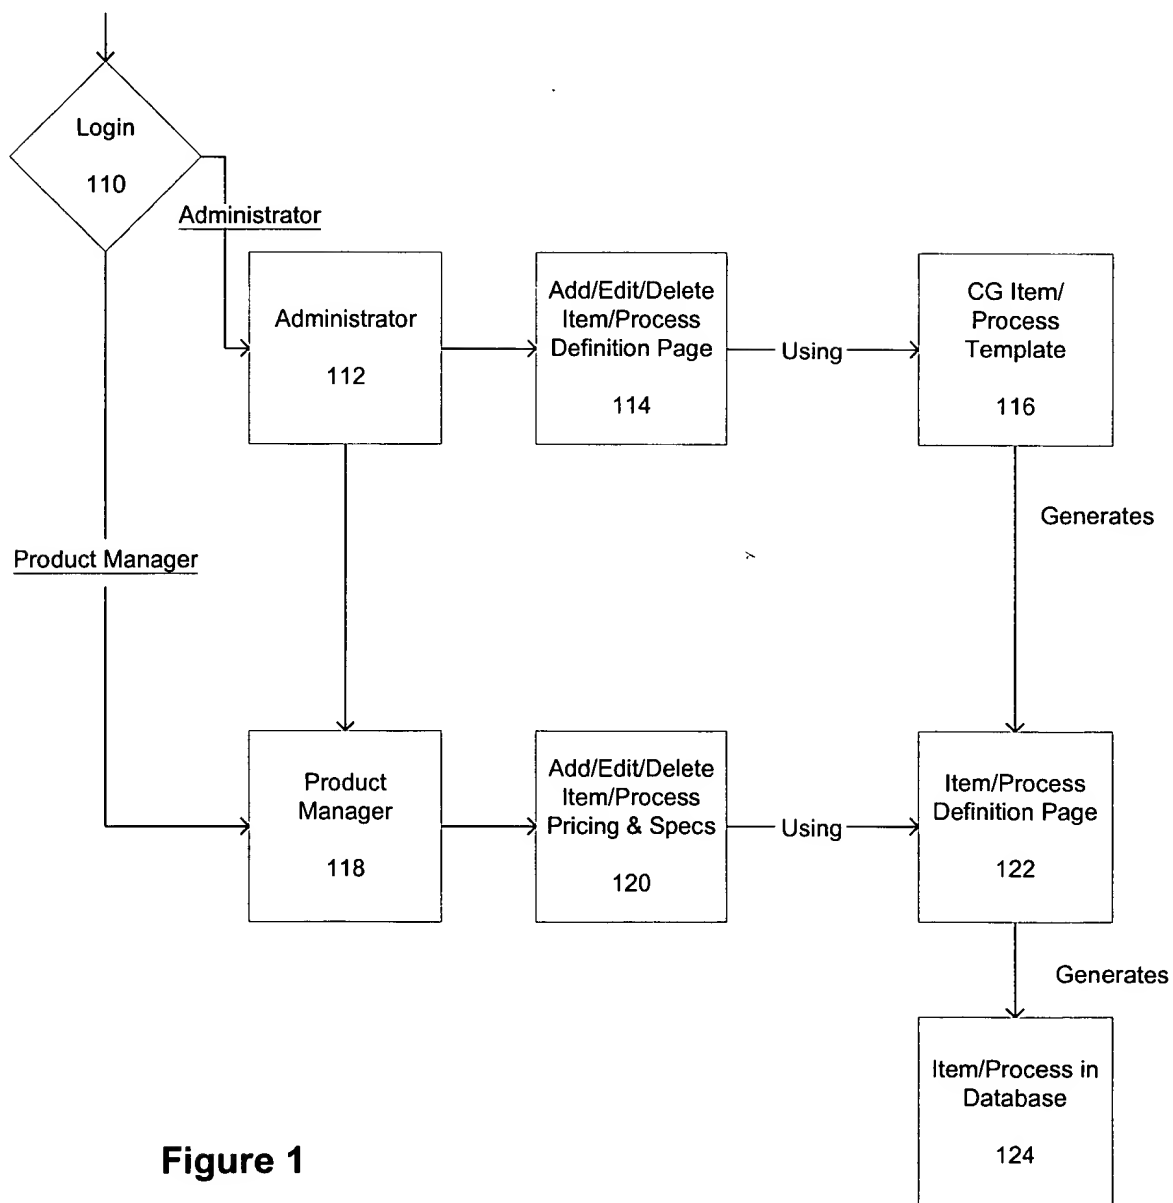 Login
110
Administrator
Administrator
112
Add/Edit/Delete
Item/Process
Definition Page
114
Using
CG Item/
Process
Template
116
Generates
Product Manager
Product
Manager
118
Add/Edit/Delete
Item/Process
Pricing & Specs
120
Using
Item/Process
Definition Page
122
Generates
Item/Process in
Database
124
Figure 1